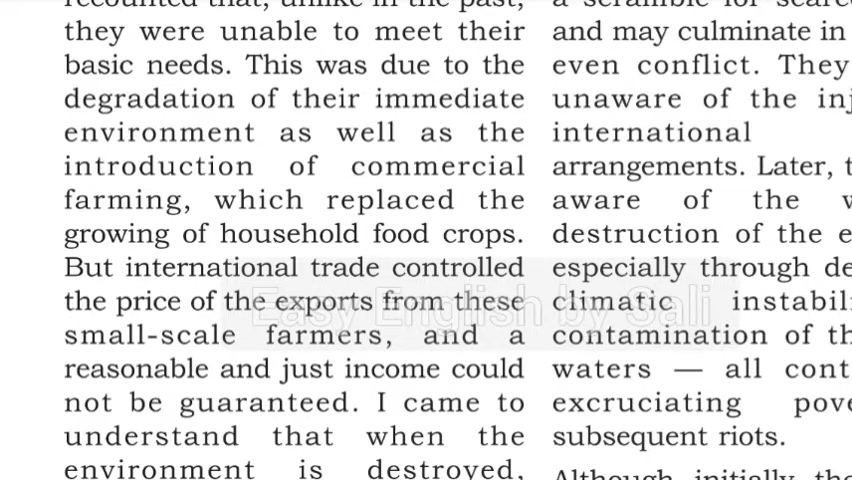 recounted that, unlike in the past,
they were unable to meet their
basic needs. This was due to the
degradation of their immediate
environment as well as the
introduction of commercial
farming, which replaced the
growing of household food crops.
But international trade controlled
the price of the exports from these
small-scale farmers, and a
reasonable and just income could
not be guaranteed. I came to
understand that when the
environment is destroyed,
a scramble for
and may culminate in
even conflict. They
unaware of the
international
arrangements. Later,
aware of the
destruction of the
especially through
climatic
contamination of
waters — all
excruciating
subsequent riots.
Although initially
Easy English by Sali